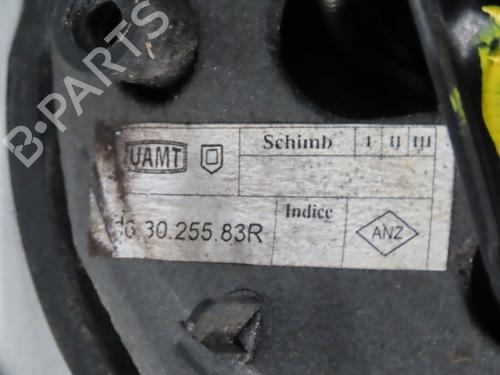 UAMT
Schimb I II III
30.255.83R
Indice
ANZ
B-PARTS